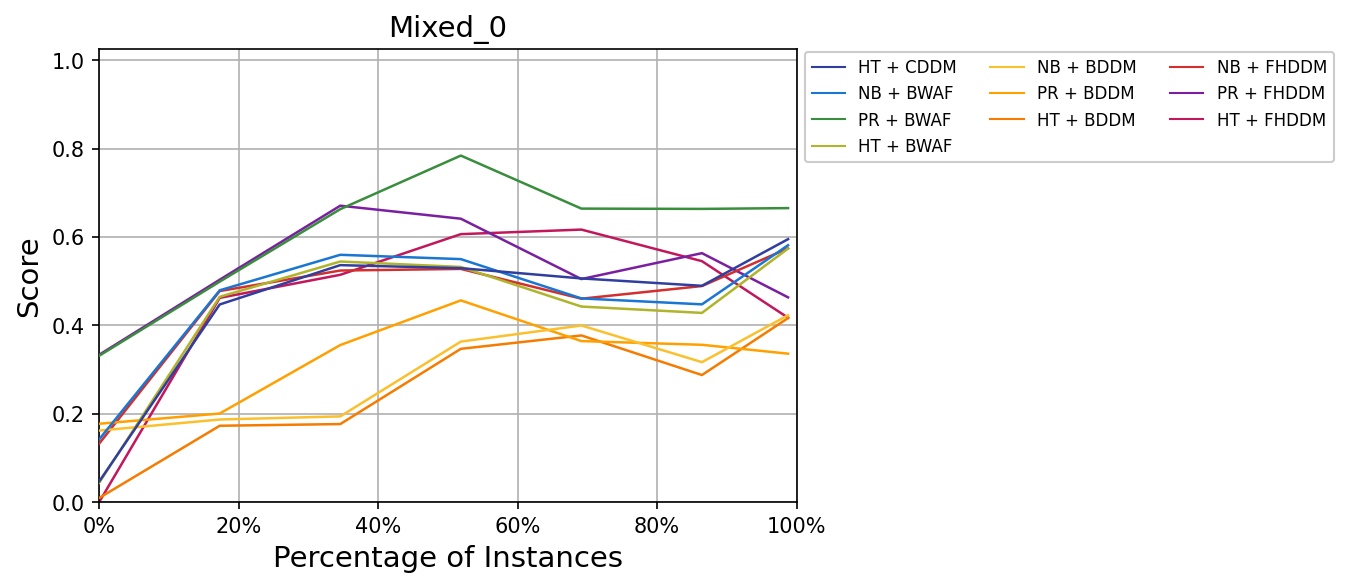 Mixed_0
Score
1.0
0.8
0.6
0.4
0.2
0.0
0%
20%
40%
60%
80%
100%
Percentage of Instances
HT + CDDM
NB + BWAF
PR + BWAF
HT + BWAF
NB + BDDM
PR + BDDM
HT + BDDM
NB + FHDDM
PR + FHDDM
HT + FHDDM